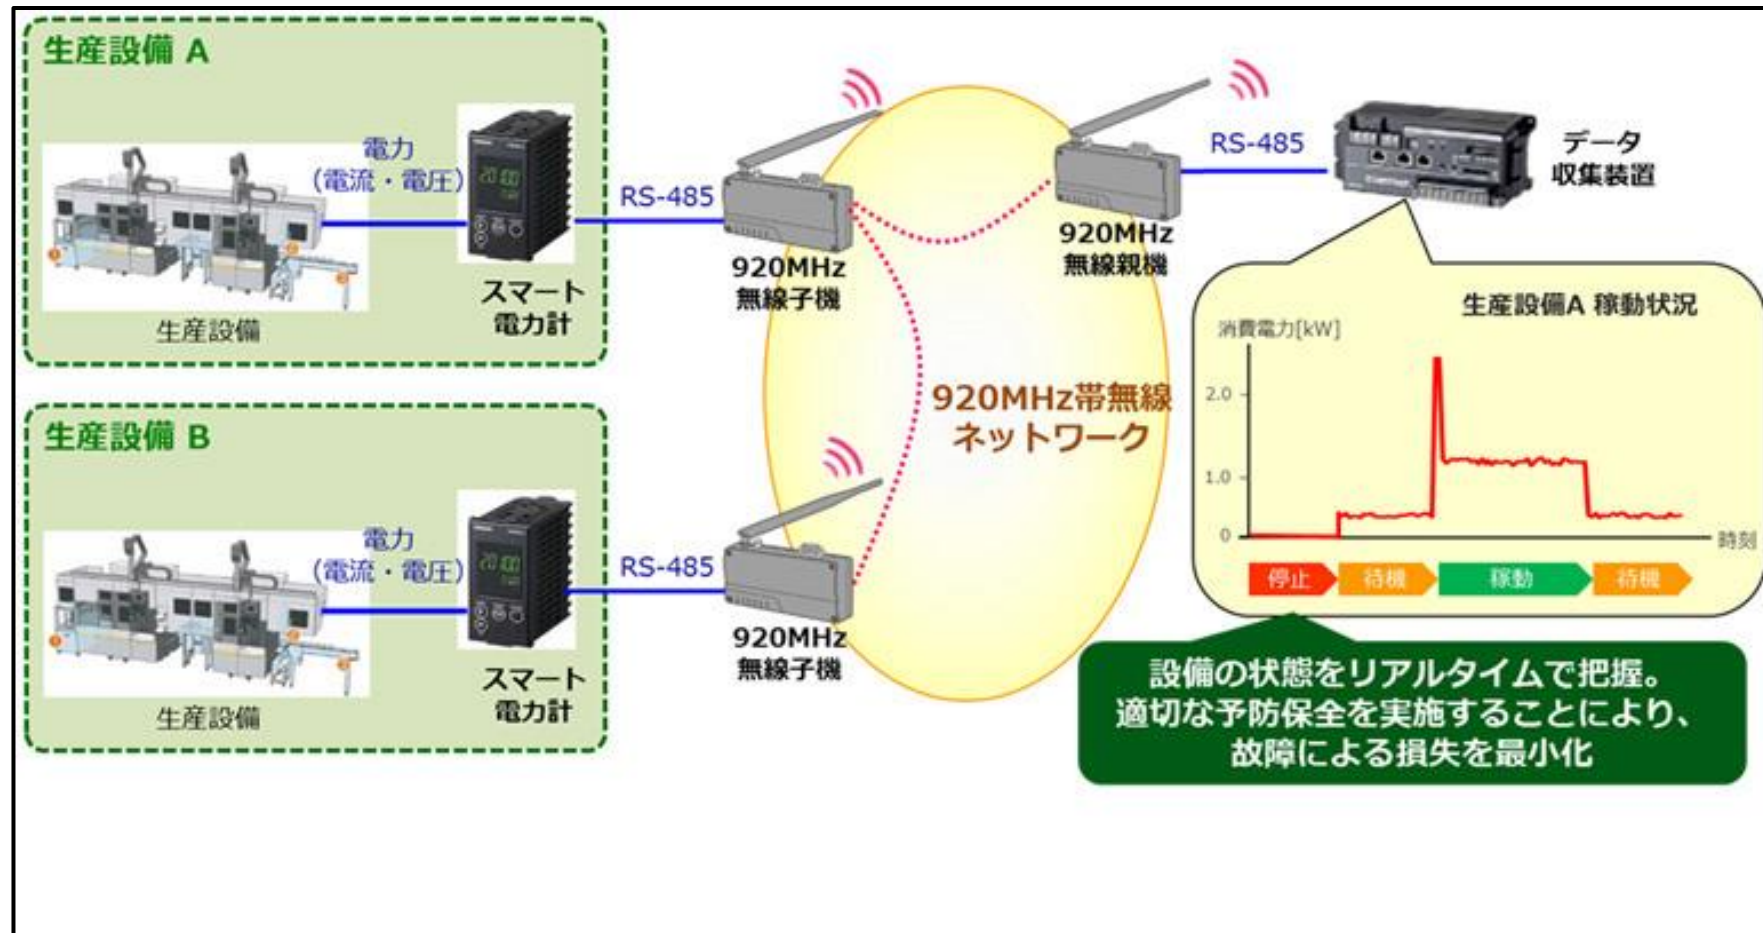 生産設備 A
電力
(電流・電圧)
生産設備
スマート
電力計
RS-485
920MHz
無線子機
920MHz
無線親機
RS-485
データ
収集装置
生産設備 B
電力
(電流・電圧)
生産設備
スマート
電力計
RS-485
920MHz
無線子機
920MHz帯無線
ネットワーク
生産設備A 稼動状況
消費電力[kW]
2.0
1.0
0
時刻
停止
待機
稼動
待機
設備の状態をリアルタイムで把握。
適切な予防保全を実施することにより、
故障による損失を最小化